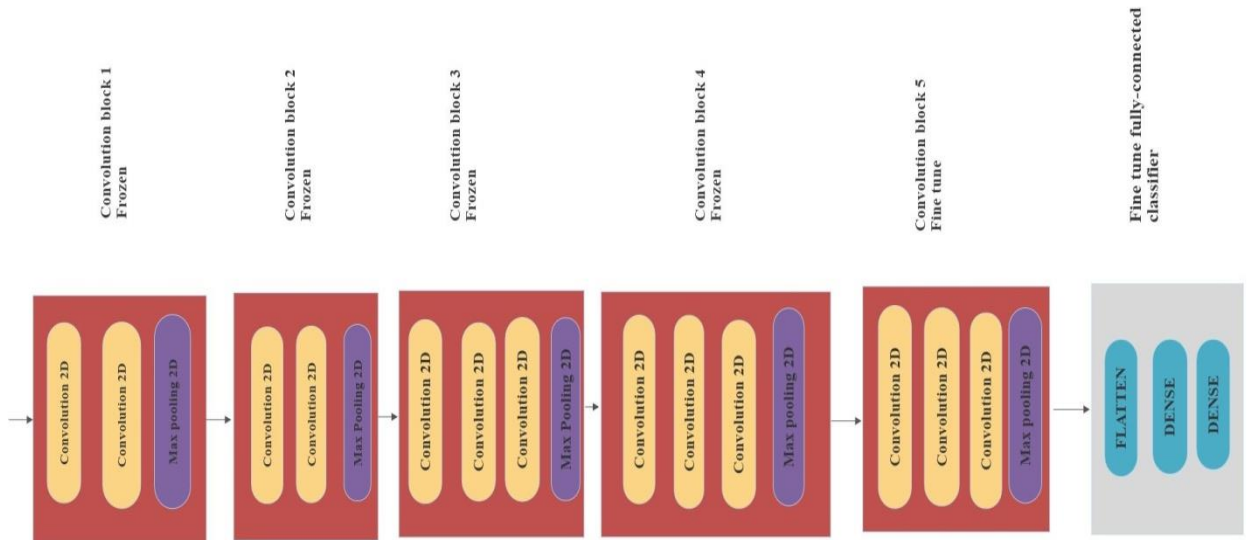 Convolution block 1
Frozen
Convolution block 2
Frozen
Convolution block 3
Frozen
Convolution block 4
Frozen
Convolution block 5
Fine tune
Fine tune fully-connected
classifier
Convolution 2D
Convolution 2D
Max pooling 2D
Convolution 2D
Convolution 2D
Max Pooling 2D
Convolution 2D
Convolution 2D
Convolution 2D
Max Pooling 2D
Convolution 2D
Convolution 2D
Convolution 2D
Max pooling 2D
Convolution 2D
Convolution 2D
Convolution 2D
Max pooling 2D
FLATTEN
DENSE
DENSE